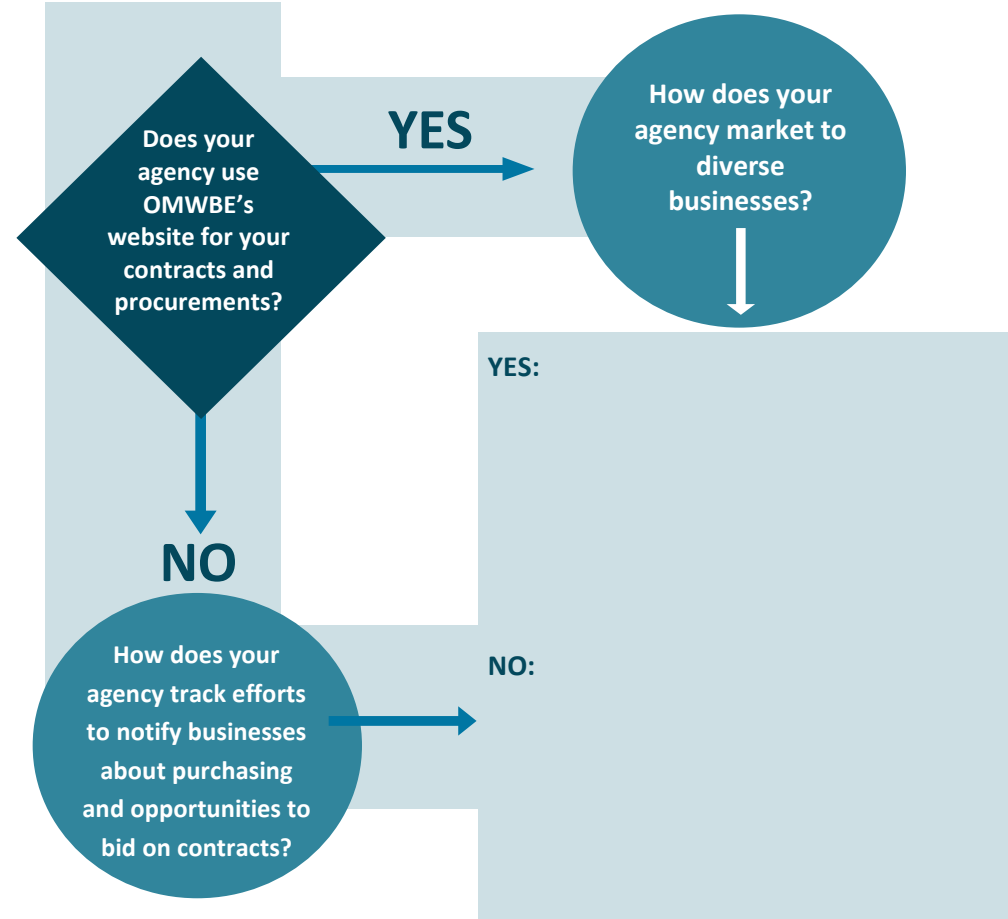 Does your
agency use
OMWBE’s
website for your
contracts and
procurements?
YES
How does your
agency market to
diverse
businesses?
YES:
NO
How does your
agency track efforts
to notify businesses
about purchasing
and opportunities to
bid on contracts?
NO: